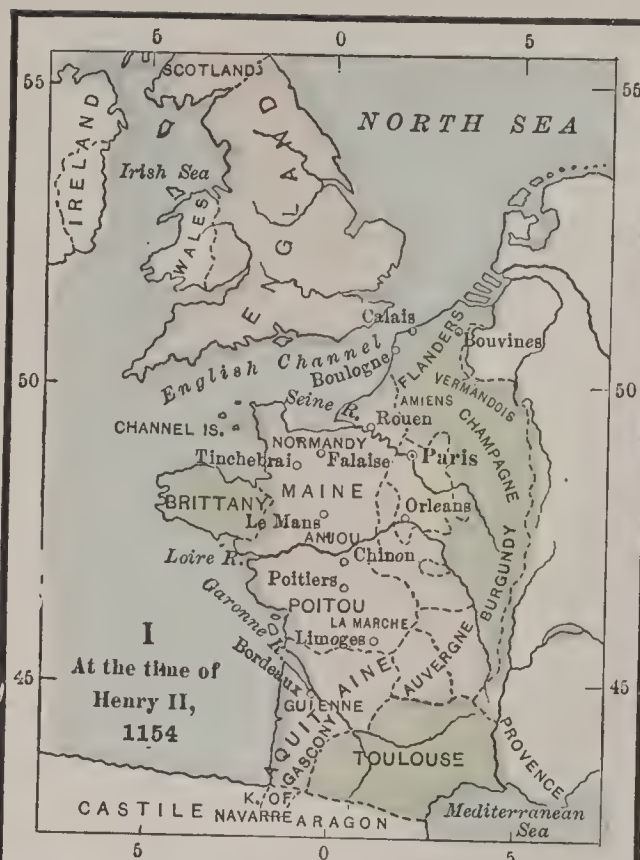 5 0 5
55 55
SCOTLAND
IRELAND
ENGLAND
NORTH SEA
Irish Sea
WALES
Calais
FLANDERS
Bouvines
English Channel
Boulogne
50 50
VERMANDOIS
AMIENS
Seine R.
Rouen
CHAMPAGNE
CHANNEL IS.
NORMANDY
Tinchebrai
Falaise
Paris
MAINE
BRITTANY
Le Mans
Orleans
ANJOU
Loire R.
Chinon
BURGUNDY
Poitiers
POITOU
LA MARCHE
Garonne R.
Limoges
AUVERGNE
Bordeaux
45 45
GUIENNE
AQUITAINE
GASCONY
TOULOUSE
PROVENCE
I
At the time of
Henry II,
1154
K. OF
NAVARRE
CASTILE
ARAGON
Mediterranean
Sea
5 0 5